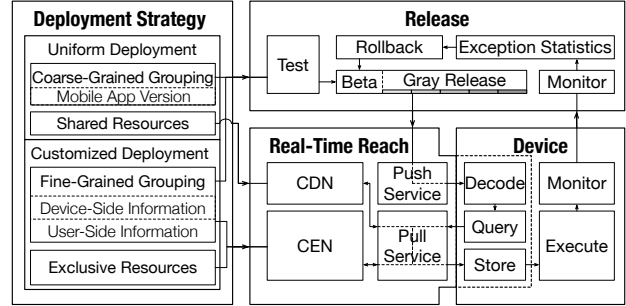 Deployment Strategy
Uniform Deployment
Coarse-Grained Grouping
Mobile App Version
Shared Resources
Customized Deployment
Fine-Grained Grouping
Device-Side Information
User-Side Information
Exclusive Resources
Release
Test
Rollback
Exception Statistics
Beta
Gray Release
Monitor
Real-Time Reach
CDN
Push
Service
CEN
Pull
Service
Device
Decode
Monitor
Query
Store
Execute